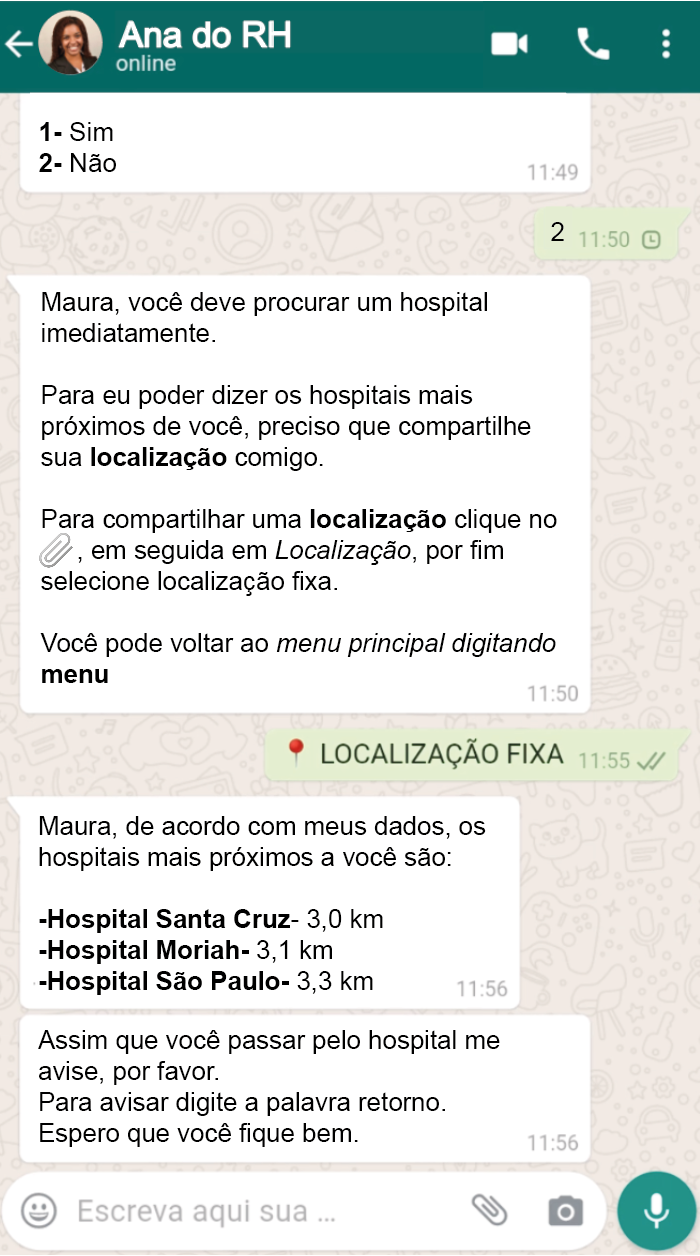 Ana do RH
online
1- Sim
2- Não
11:49
2 11:50
Maura, você deve procurar um hospital
imediatamente.
Para eu poder dizer os hospitais mais
próximos de você, preciso que compartilhe
sua localização comigo.
Para compartilhar uma localização clique no
, em seguida em Localização, por fim
selecione localização fixa.
Você pode voltar ao menu principal digitando
menu
11:50
LOCALIZAÇÃO FIXA 11:55
Maura, de acordo com meus dados, os
hospitais mais próximos a você são:
-Hospital Santa Cruz- 3,0 km
-Hospital Moriah- 3,1 km
-Hospital São Paulo- 3,3 km
11:56
Assim que você passar pelo hospital me
avise, por favor.
Para avisar digite a palavra retorno.
Espero que você fique bem.
11:56
Escreva aqui sua ...